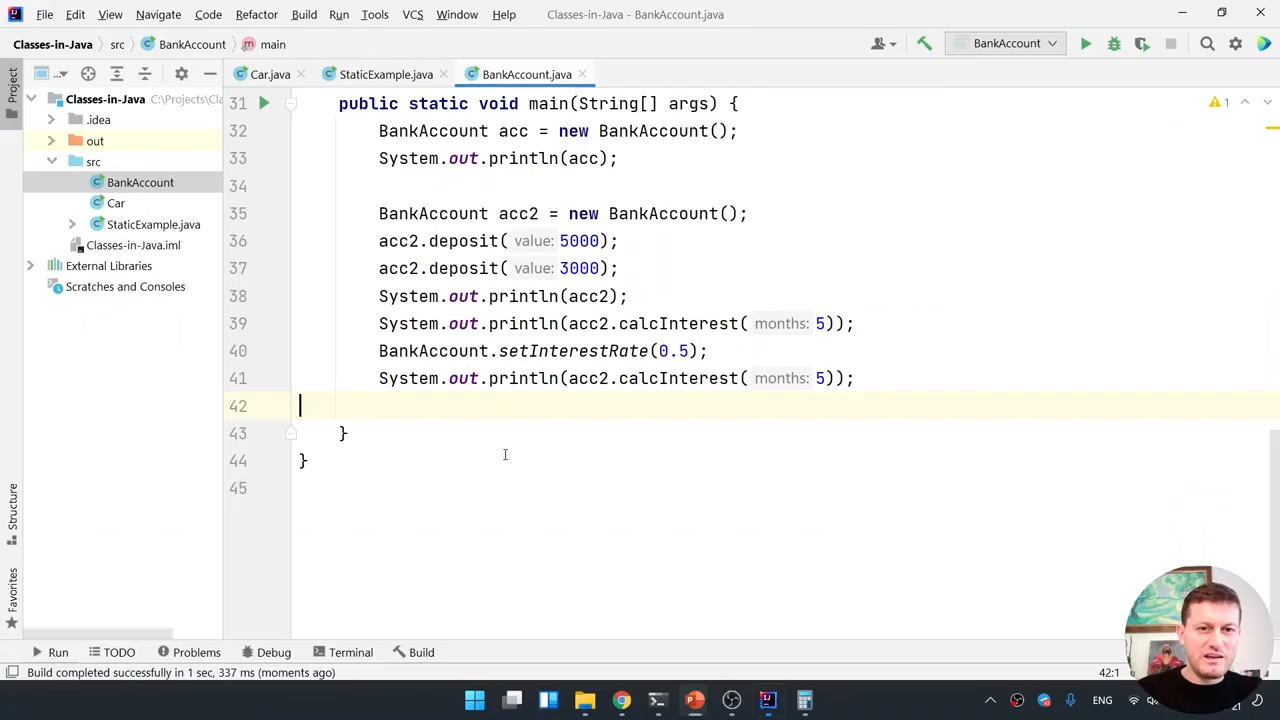 File Edit View Navigate Code Refactor Build Run Tools VCS Window Help Classes-in-Java - BankAccount.java
Classes-in-Java src BankAccount main BankAccount
Project ... Car.java StaticExample.java BankAccount.java
Classes-in-Java C:\Projects\Cla
.idea
out
src
BankAccount
Car
StaticExample.java
Classes-in-Java.iml
External Libraries
Scratches and Consoles
31 public static void main(String[] args) { 1
32 BankAccount acc = new BankAccount();
33 System.out.println(acc);
34
35 BankAccount acc2 = new BankAccount();
36 acc2.deposit( value: 5000);
37 acc2.deposit( value: 3000);
38 System.out.println(acc2);
39 System.out.println(acc2.calcInterest( months: 5));
40 BankAccount.setInterestRate(0.5);
41 System.out.println(acc2.calcInterest( months: 5));
42
43 }
44 }
45
Structure
Favorites
Run TODO Problems Debug Terminal Build
Build completed successfully in 1 sec, 337 ms (moments ago) 42:1
ENG